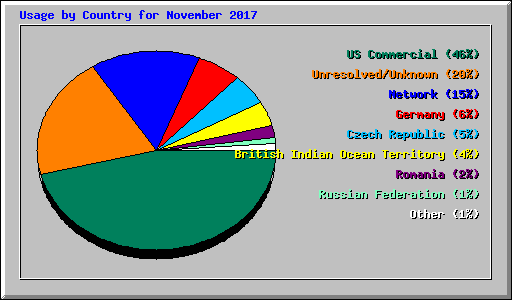 Usage by Country for November 2017
US Commercial (46%)
Unresolved/Unknown (20%)
Network (15%)
Germany (6%)
Czech Republic (5%)
British Indian Ocean Territory (4%)
Romania (2%)
Russian Federation (1%)
Other (1%)